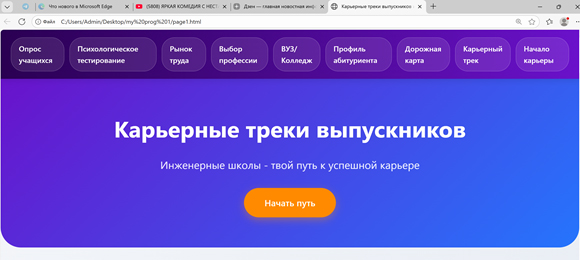 Что нового в Microsoft Edge
(5808) ЯРКАЯ КОМЕДИЯ С НЕСТ
Дзен — главная новостная инф
Карьерные треки выпускников
Файл
C:/Users/Admin/Desktop/my%20prog%201/page1.html
Опрос
учащихся
Психологическое
тестирование
Рынок
труда
Выбор
профессии
ВУЗ/
Колледж
Профиль
абитуриента
Дорожная
карта
Карьерный
трек
Начало
карьеры
Карьерные треки выпускников
Инженерные школы - твой путь к успешной карьере
Начать путь